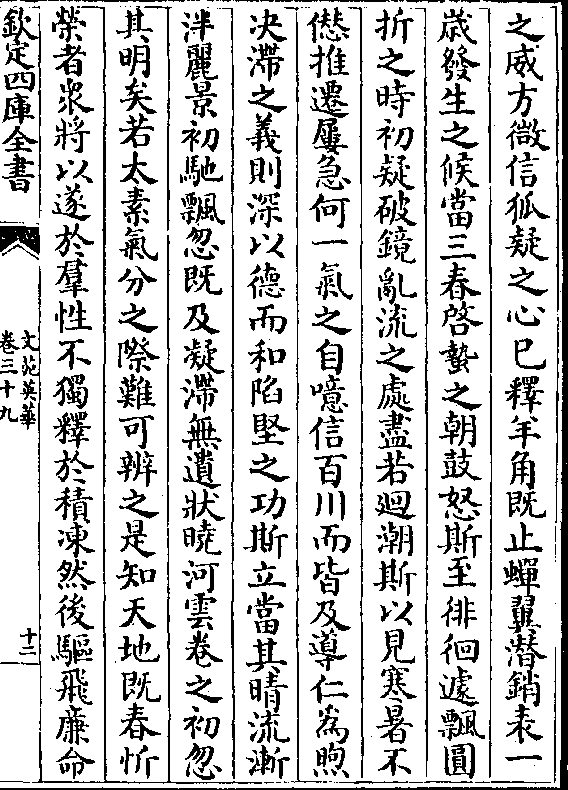 之威方微信狐疑之心已釋羊角既止蟬翼潛銷表一
歳發生之候當三春啓蟄之朝鼓怒斯至徘徊遽飄圓
折之時初疑破鏡亂流之處盡若迴潮斯以見寒暑不
僁推遷屢急何一氣之自噫信百川而皆及導仁為煦
決滯之義則深以德而和陷堅之功斯立當其晴流漸
泮麗景初馳飄忽既及凝滯無遺狀曉河雲卷之初忽
其明矣若太素氣分之際難可辨之是知天地既春忻
榮者衆將以遂於羣性不獨釋於積凍然後驅飛廉命
欽定四庫全書
文苑英華
卷三十九
十二